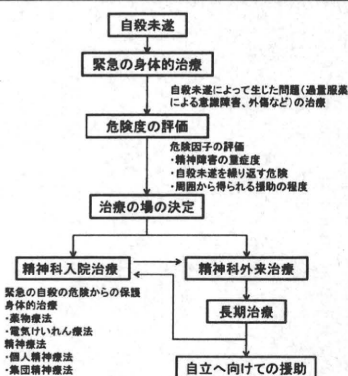 自殺未遂
緊急の身体的治療
自殺未遂によって生じた問題(過量服薬
による意識障害、外傷など)の治療
危険度の評価
危険因子の評価
・精神障害の重症度
・自殺未遂を繰り返す危険
・周囲から得られる援助の程度
治療の場の決定
精神科入院治療
精神科外来治療
緊急の自殺の危険からの保護
身体的治療
・薬物療法
・電気けいれん療法
精神療法
・個人精神療法
・集団精神療法
長期治療
自立へ向けての援助